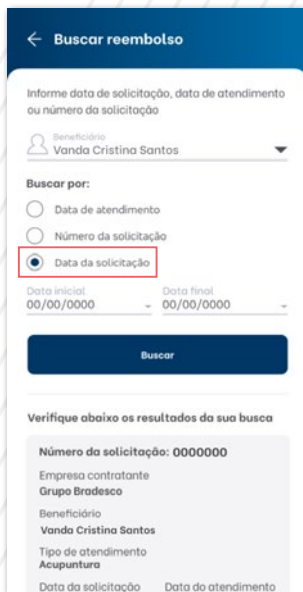 Buscar reembolso
Informe data de solicitação, data de atendimento
ou número da solicitação
Beneficiário
Vanda Cristina Santos
Buscar por:
Data de atendimento
Número da solicitação
Data da solicitação
Data inicial Data final
00/00/0000 00/00/0000
Buscar
Verifique abaixo os resultados da sua busca
Número da solicitação: 0000000
Empresa contratante
Grupo Bradesco
Beneficiário
Vanda Cristina Santos
Tipo de atendimento
Acupuntura
Data da solicitação Data do atendimento